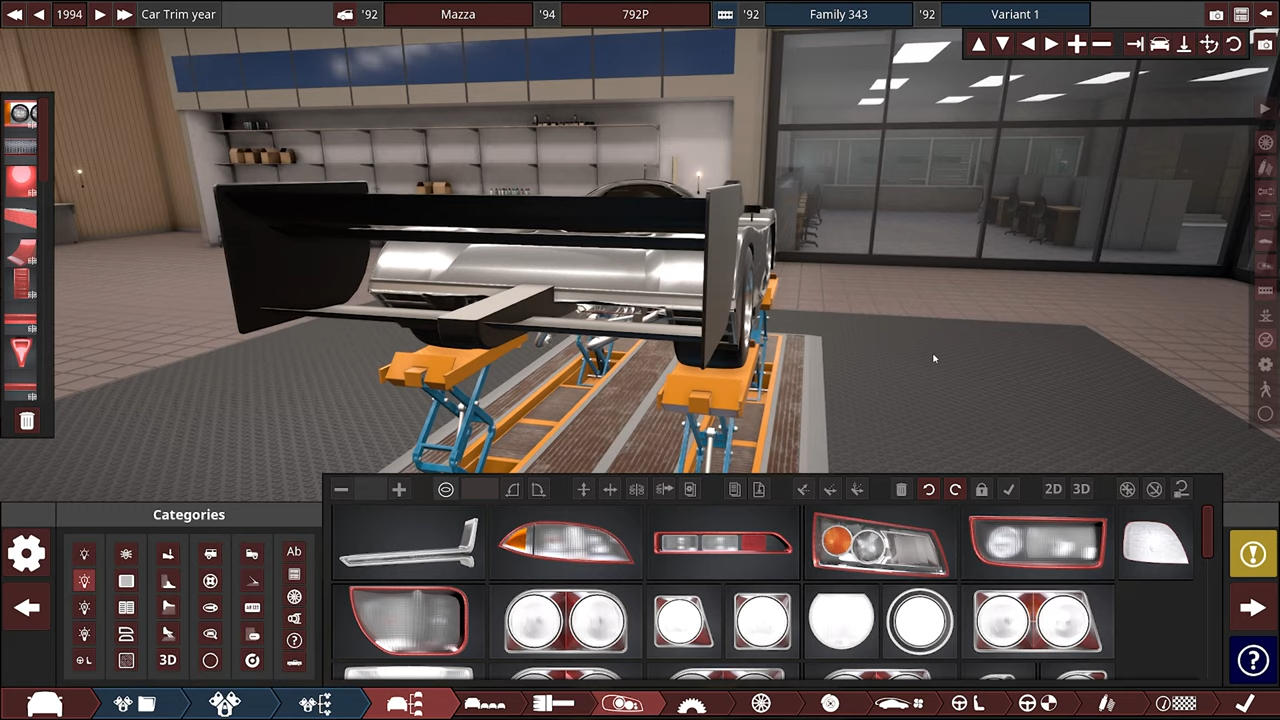 1994 Car Trim year '92 Mazza '94 792P '92 Family 343 '92 Variant 1
2D 3D
Categories
Ab
3D
L